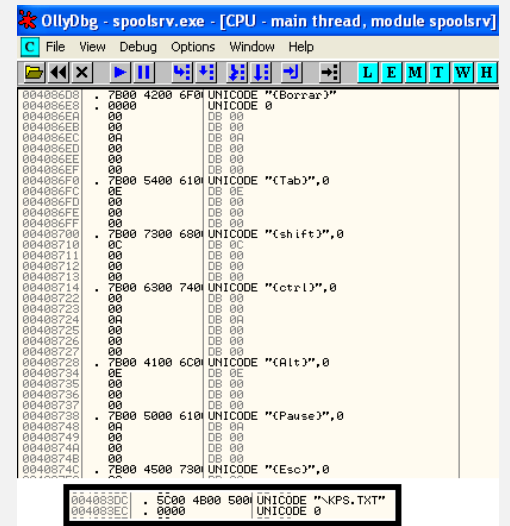 OllyDbg - spoolsrv.exe - [CPU - main thread, module spoolsrv]
C File View Debug Options Window Help
L E M T W H
004086D8 . 7B00 4200 6F0 UNICODE "{Borrar}"
004086E8 . 0000 UNICODE 0
004086EA 00 DB 00
004086EB 00 DB 00
004086EC 0A DB 0A
004086ED 00 DB 00
004086EE 00 DB 00
004086EF 00 DB 00
004086F0 . 7B00 5400 610 UNICODE "{Tab}",0
004086FC 0E DB 0E
004086FD 00 DB 00
004086FE 00 DB 00
004086FF 00 DB 00
00408700 . 7B00 7300 680 UNICODE "{shift}",0
00408710 0C DB 0C
00408711 00 DB 00
00408712 00 DB 00
00408713 00 DB 00
00408714 . 7B00 6300 740 UNICODE "{ctrl}",0
00408722 00 DB 00
00408723 00 DB 00
00408724 0A DB 0A
00408725 00 DB 00
00408726 00 DB 00
00408727 00 DB 00
00408728 . 7B00 4100 6C0 UNICODE "{Alt}",0
00408734 0E DB 0E
00408735 00 DB 00
00408736 00 DB 00
00408737 00 DB 00
00408738 . 7B00 5000 610 UNICODE "{Pause}",0
00408748 0A DB 0A
00408749 00 DB 00
0040874A 00 DB 00
0040874B 00 DB 00
0040874C . 7B00 4500 730 UNICODE "{Esc}",0
004083DC . 5C00 4B00 500 UNICODE "\KPS.TXT"
004083EC . 0000 UNICODE 0